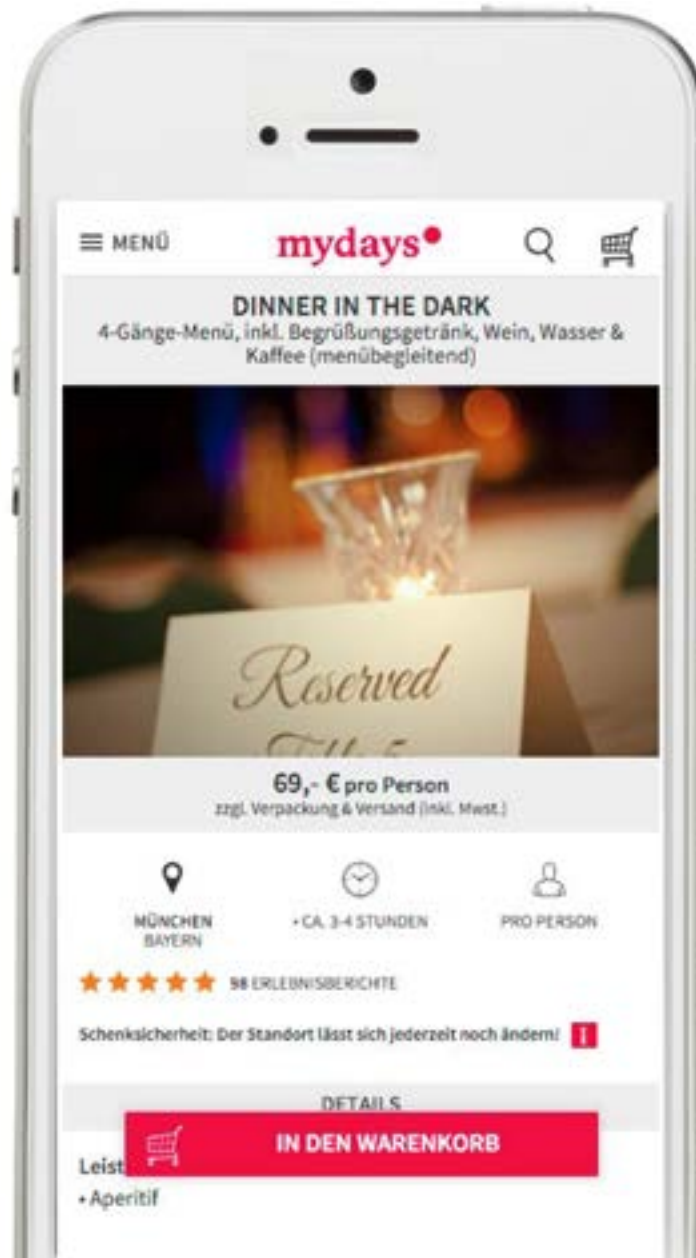 MENÜ
mydays
DINNER IN THE DARK
4-Gänge-Menü, inkl. Begrüßungsgetränk, Wein, Wasser &
Kaffee (menübegleitend)
Reserved
69,- € pro Person
zzgl. Verpackung & Versand (inkl. Mwst.)
MÜNCHEN
BAYERN
• CA. 3-4 STUNDEN
PRO PERSON
98 ERLEBNISBERICHTE
Schenksicherheit: Der Standort lässt sich jederzeit noch ändern!
DETAILS
IN DEN WARENKORB
Leist
• Aperitif